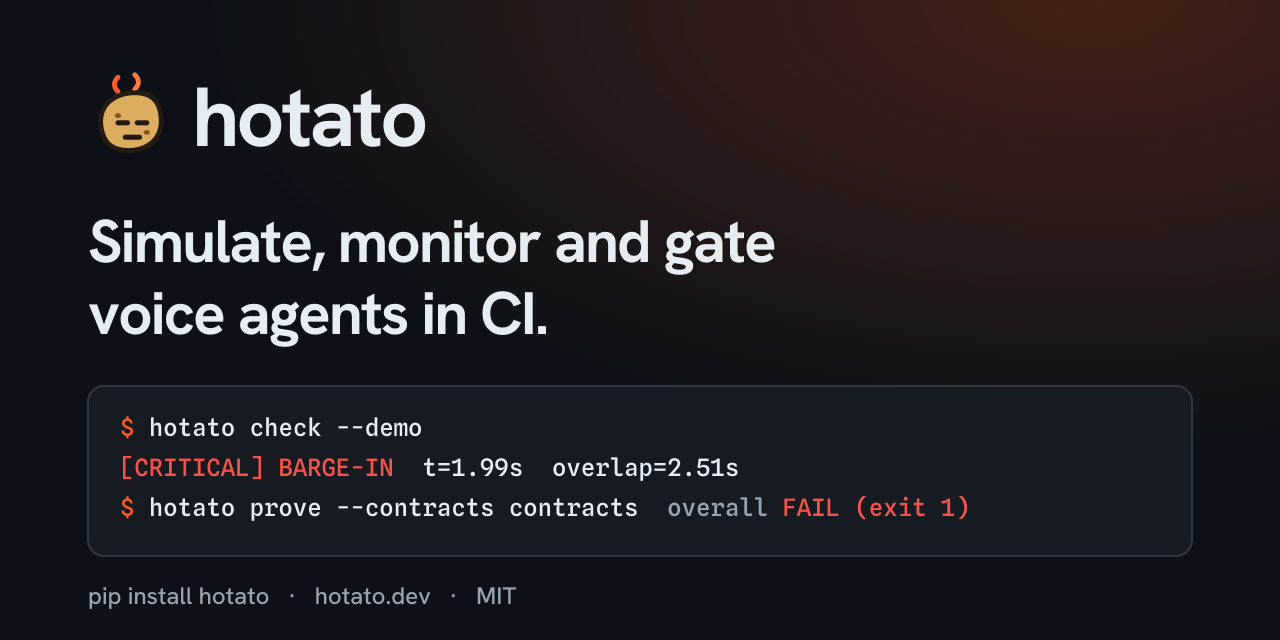 hotato
Simulate, monitor and gate
voice agents in CI.
$ hotato check --demo
[CRITICAL] BARGE-IN  t=1.99s  overlap=2.51s
$ hotato prove --contracts contracts  overall FAIL (exit 1)
pip install hotato · hotato.dev · MIT